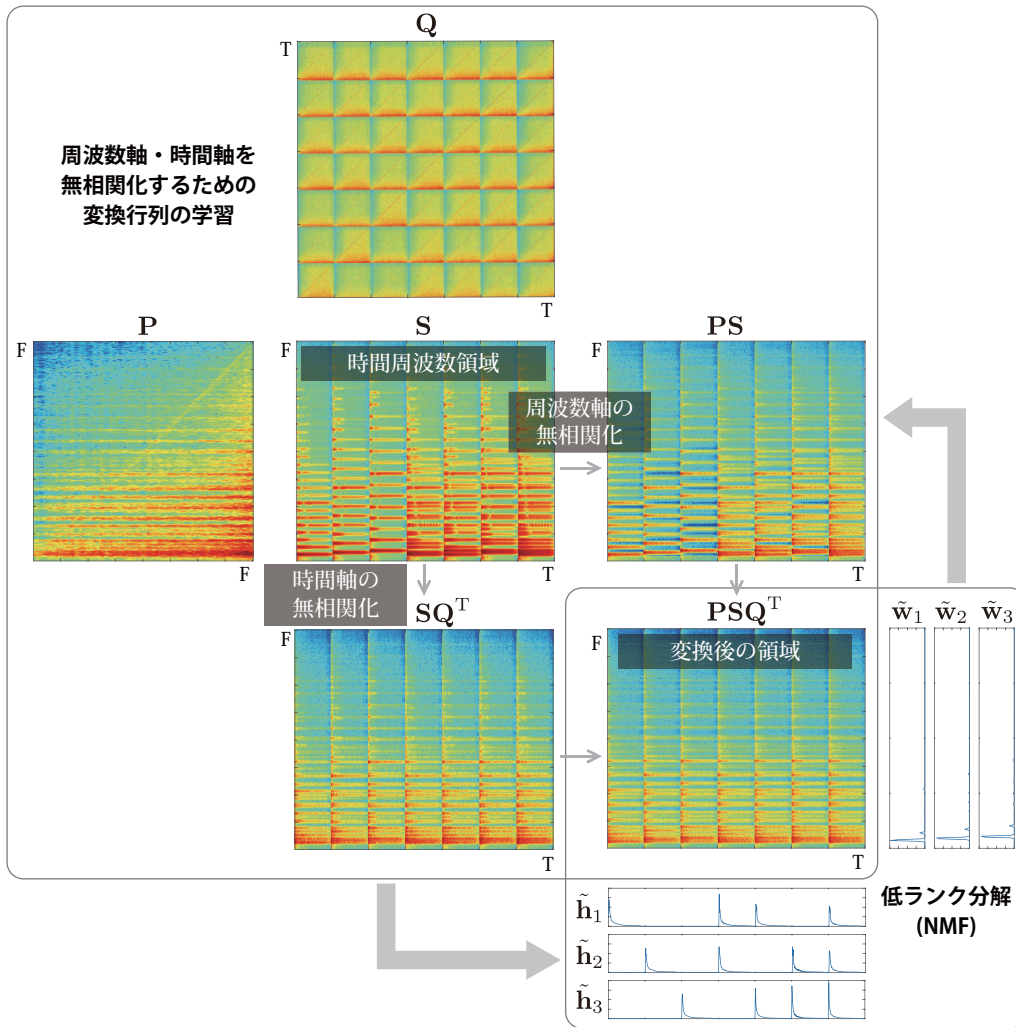 Q
T
周波数軸・時間軸を
無相関化するための
変換行列の学習
T
P
S
PS
F
F
F
時間周波数領域
周波数軸の
無相関化
F
T
T
時間軸の
無相関化
SQᵀ
PSQᵀ
w̃₁ w̃₂ w̃₃
F
F
変換後の領域
T
T
h̃₁
低ランク分解
(NMF)
h̃₂
h̃₃